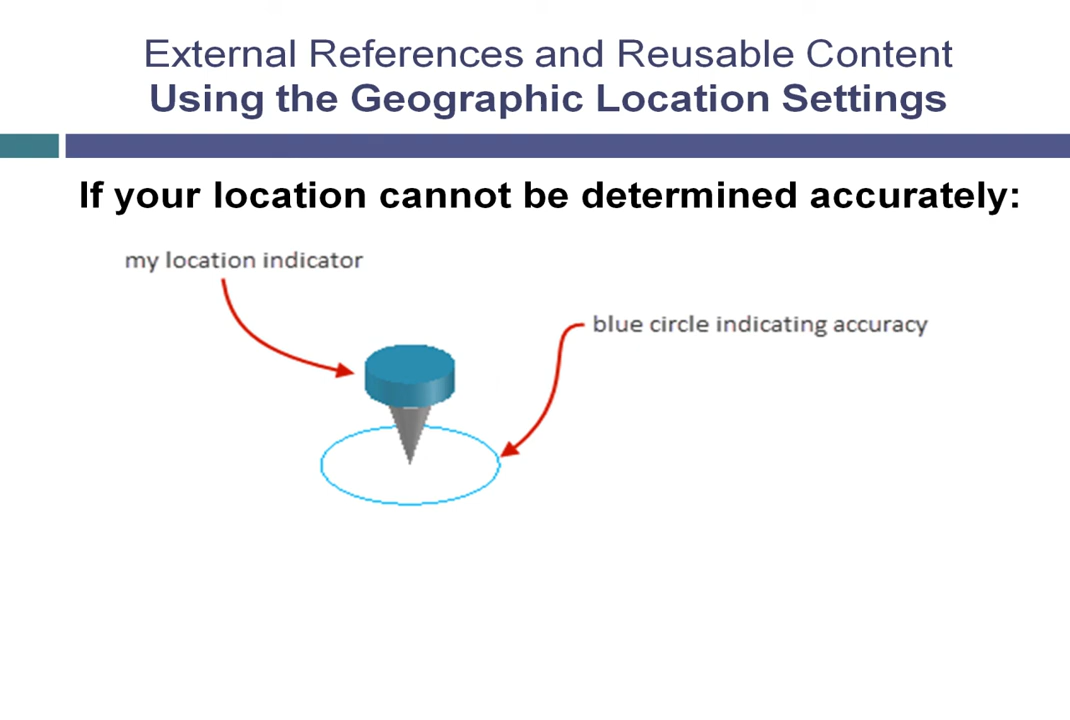 External References and Reusable Content
Using the Geographic Location Settings
If your location cannot be determined accurately:
my location indicator
blue circle indicating accuracy